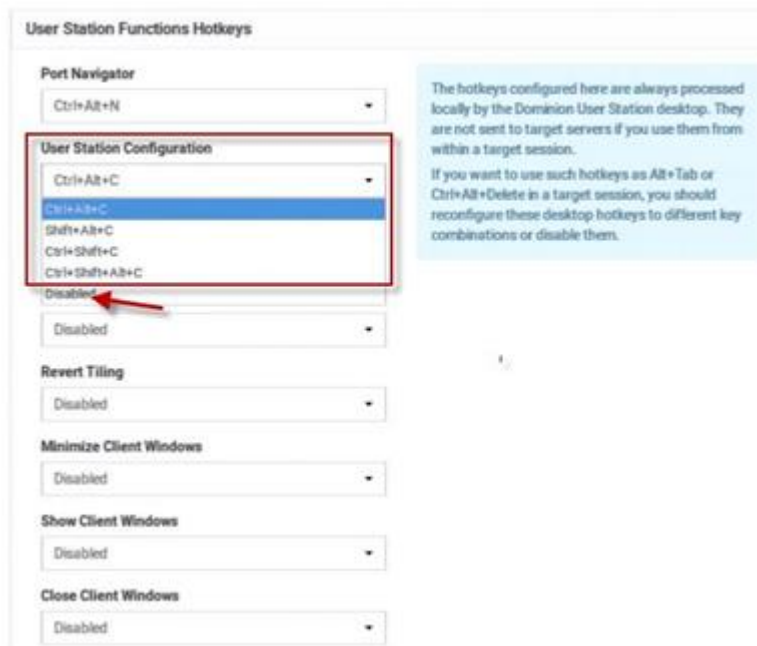 User Station Functions Hotkeys
Port Navigator
Ctrl+Alt+N
User Station Configuration
Ctrl+Alt+C
Ctrl+Alt+C
Shift+Alt+C
Ctrl+Shift+C
Ctrl+Shift+Alt+C
Disabled
Disabled
Revert Tiling
Disabled
Minimize Client Windows
Disabled
Show Client Windows
Disabled
Close Client Windows
Disabled
The hotkeys configured here are always processed
locally by the Dominion User Station desktop. They
are not sent to target servers if you use them from
within a target session.
If you want to use such hotkeys as Alt+Tab or
Ctrl+Alt+Delete in a target session, you should
reconfigure these desktop hotkeys to different key
combinations or disable them.